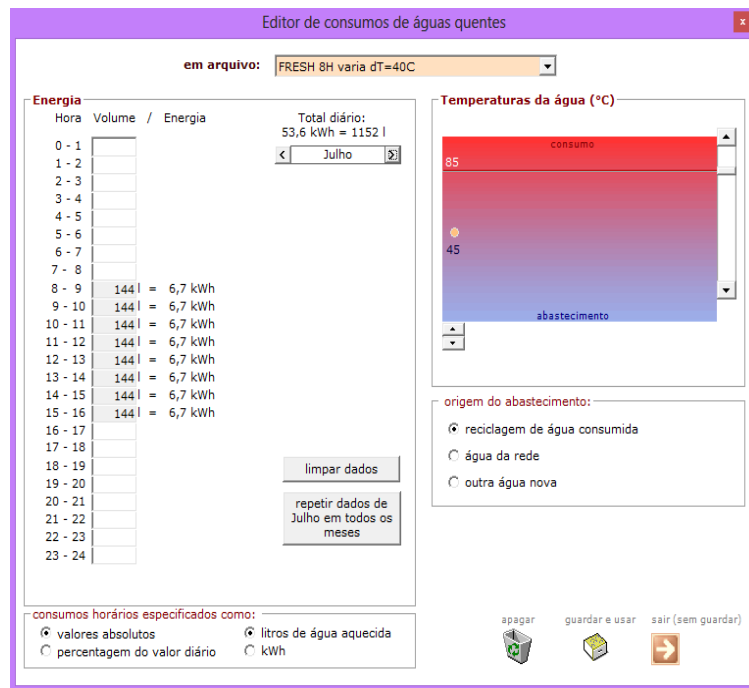 Editor de consumos de águas quentes
x
em arquivo: FRESH 8H varia dT=40C
Energia
Hora Volume / Energia
Total diário:
53,6 kWh = 1152 l
< Julho Σ
0 - 1
1 - 2
2 - 3
3 - 4
4 - 5
5 - 6
6 - 7
7 - 8
8 - 9 144 l = 6,7 kWh
9 - 10 144 l = 6,7 kWh
10 - 11 144 l = 6,7 kWh
11 - 12 144 l = 6,7 kWh
12 - 13 144 l = 6,7 kWh
13 - 14 144 l = 6,7 kWh
14 - 15 144 l = 6,7 kWh
15 - 16 144 l = 6,7 kWh
16 - 17
17 - 18
18 - 19
19 - 20
20 - 21
21 - 22
22 - 23
23 - 24
limpar dados
repetir dados de
Julho em todos os
meses
consumos horários especificados como:
valores absolutos
percentagem do valor diário
litros de água aquecida
kWh
Temperaturas da água (°C)
consumo
85
45
abastecimento
origem do abastecimento:
reciclagem de água consumida
água da rede
outra água nova
apagar
guardar e usar
sair (sem guardar)